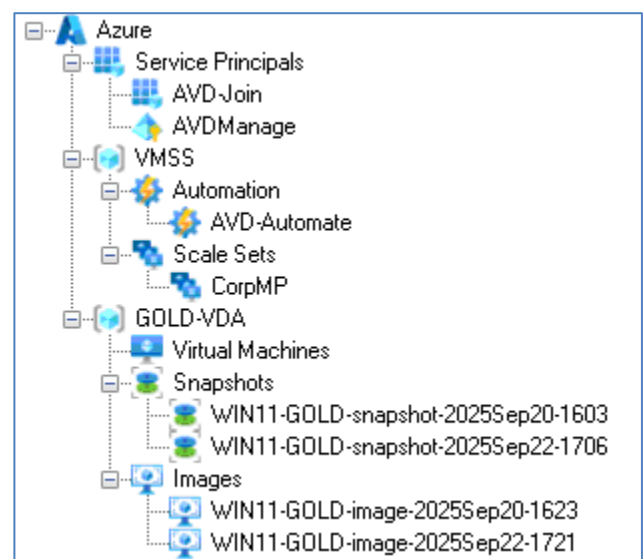 Azure
Service Principals
AVD-Join
AVDManage
VMSS
Automation
AVD-Automate
Scale Sets
CorpMP
GOLD-VDA
Virtual Machines
Snapshots
WIN11-GOLD-snapshot-2025Sep20-1603
WIN11-GOLD-snapshot-2025Sep22-1706
Images
WIN11-GOLD-image-2025Sep20-1623
WIN11-GOLD-image-2025Sep22-1721